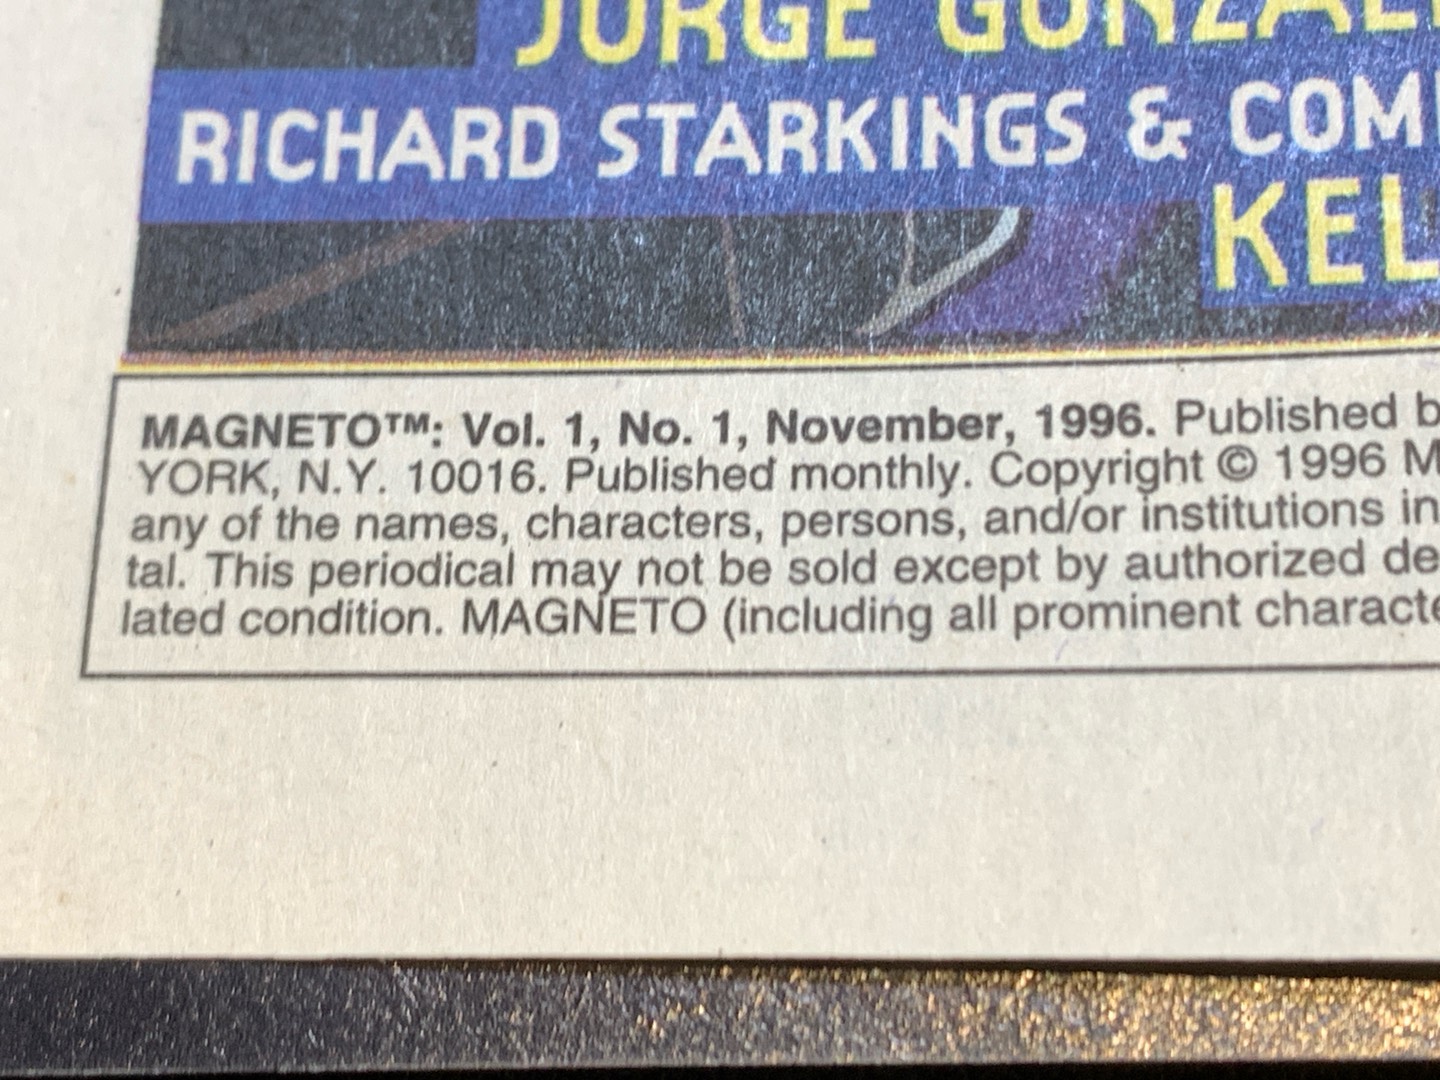 JORGE GONZAL
RICHARD STARKINGS & COM
KEL
MAGNETO™: Vol. 1, No. 1, November, 1996. Published b
YORK, N.Y. 10016. Published monthly. Copyright © 1996 M
any of the names, characters, persons, and/or institutions in
tal. This periodical may not be sold except by authorized de
lated condition. MAGNETO (including all prominent characte